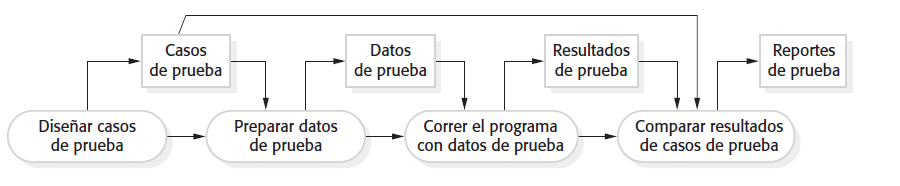 Casos
de prueba
Datos
de prueba
Resultados
de prueba
Reportes
de prueba
Diseñar casos
de prueba
Preparar datos
de prueba
Correr el programa
con datos de prueba
Comparar resultados
de casos de prueba